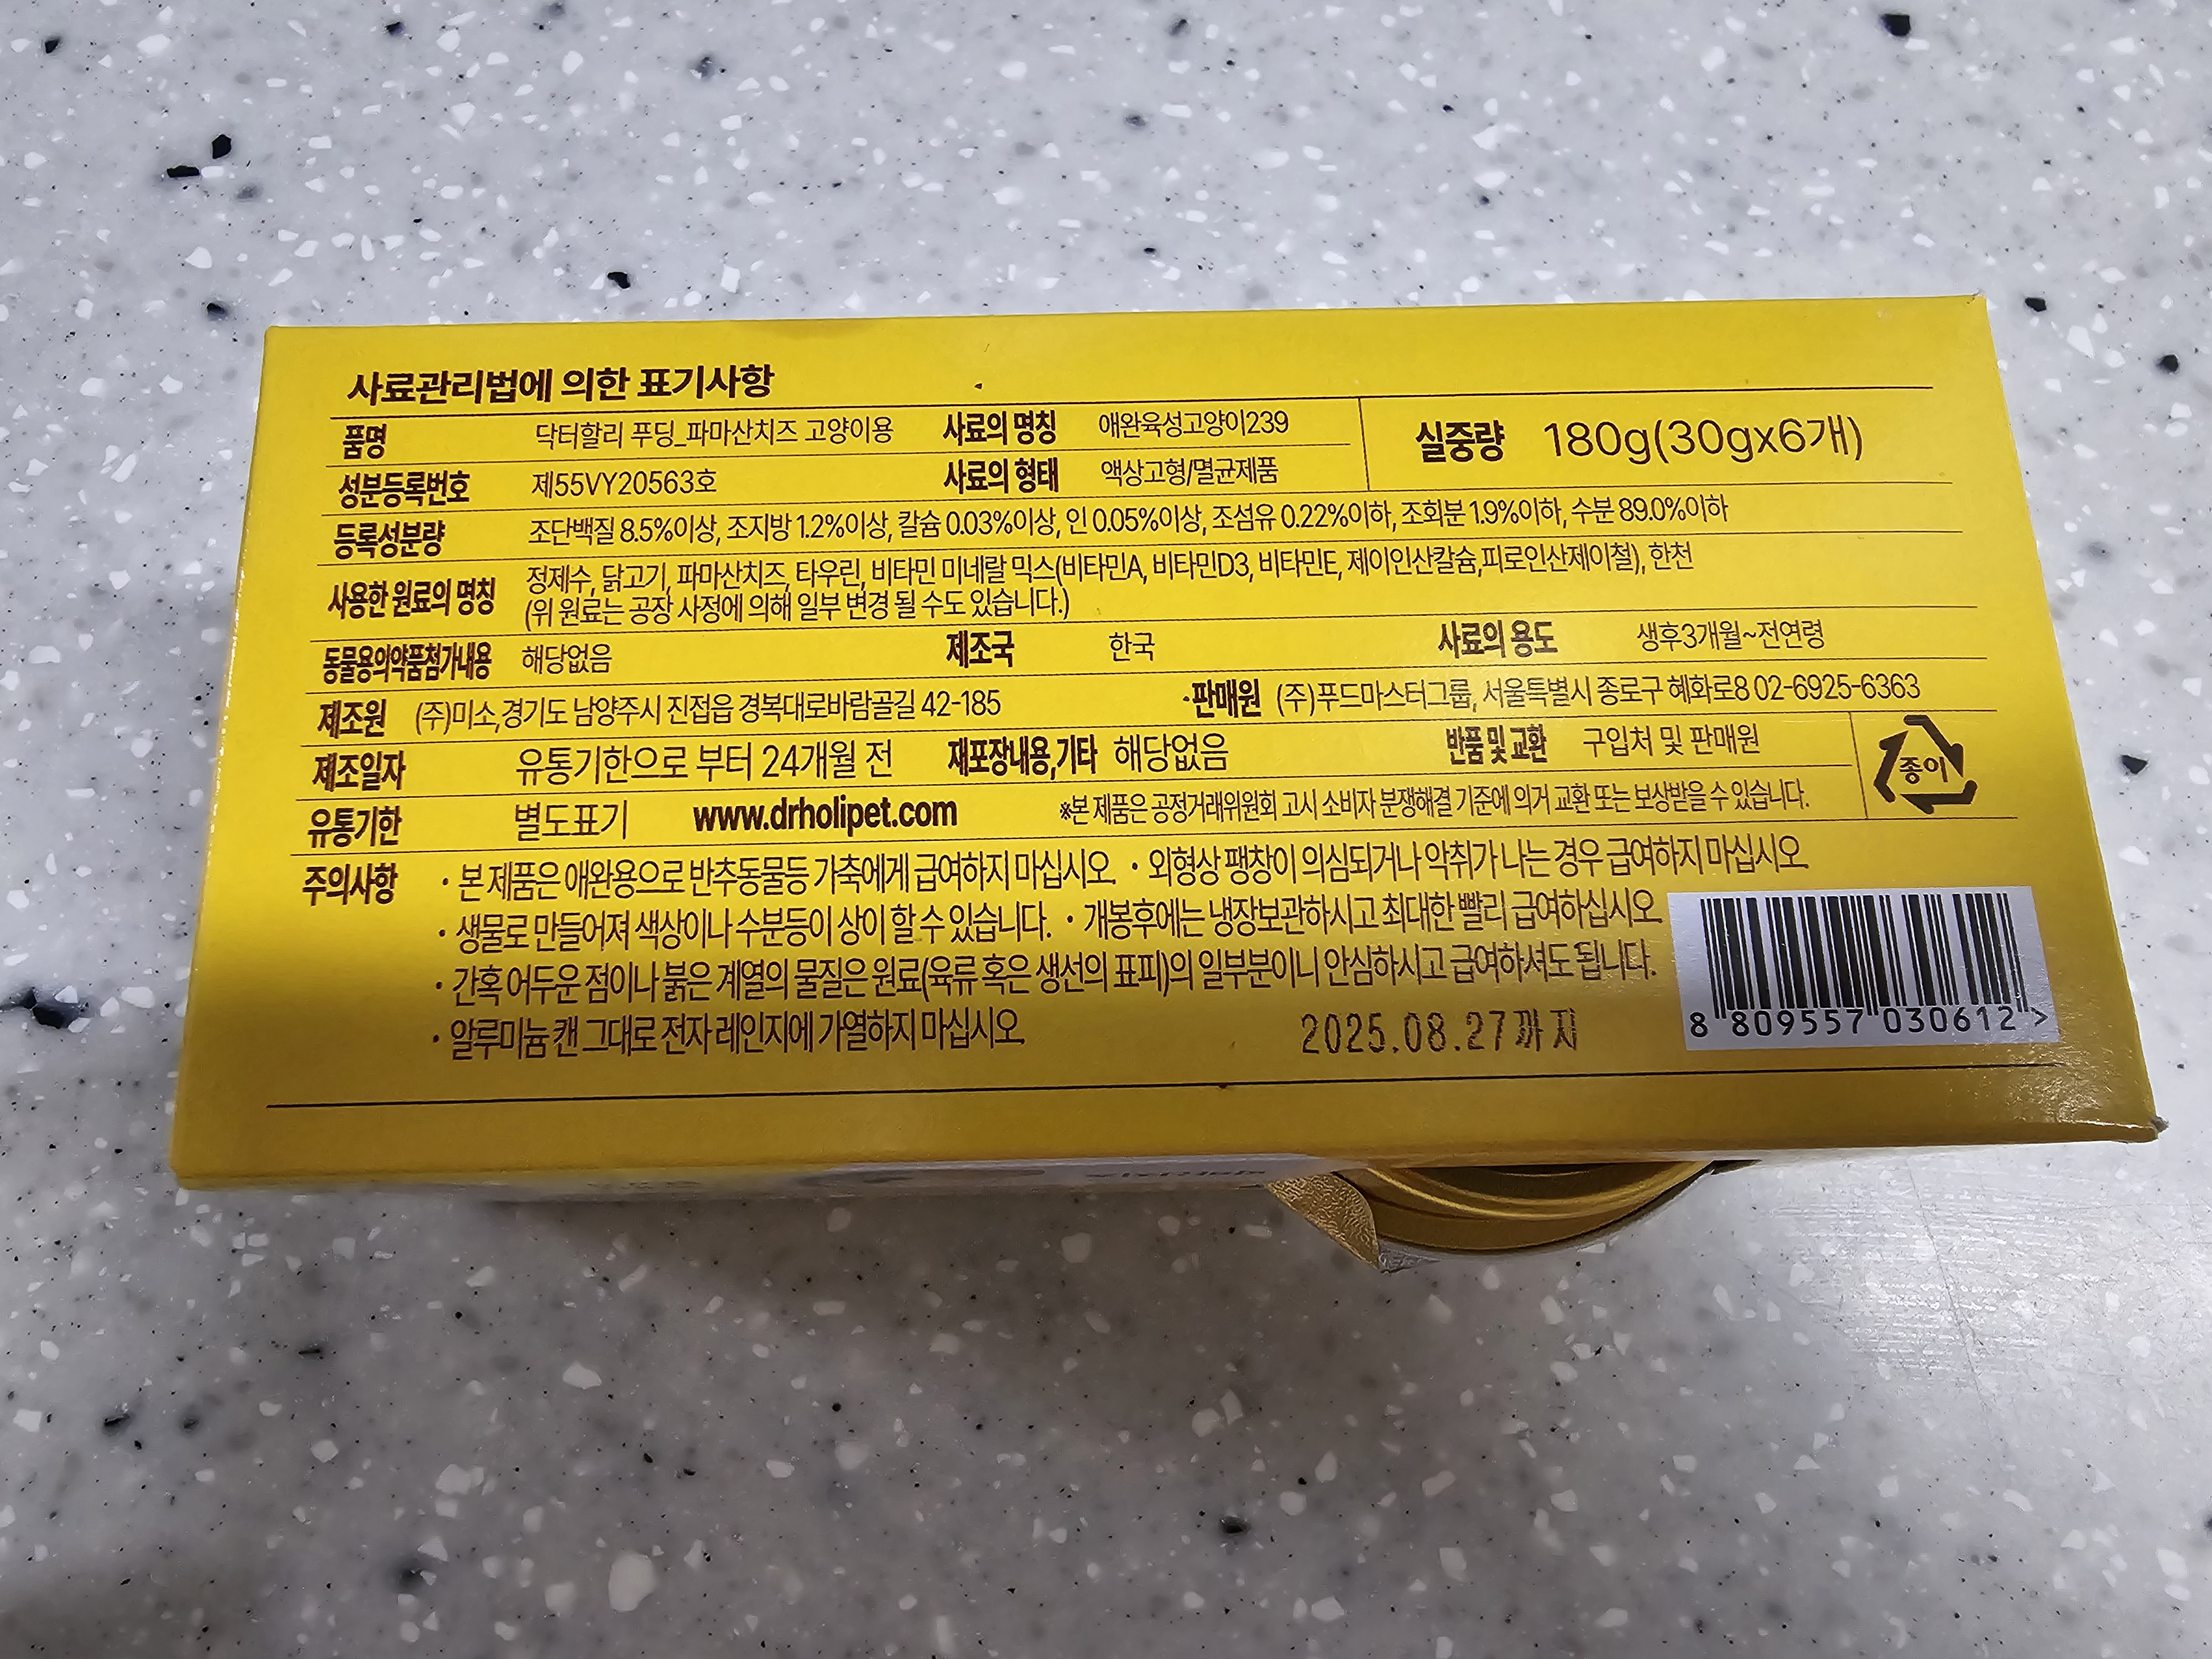 사료관리법에 의한 표기사항
품명 닥터할리 푸딩_파마산치즈 고양이용 사료의 명칭 애완육성고양이239
실중량 180g(30gx6개)
성분등록번호 제55VY20563호 사료의 형태 액상고형/멸균제품
등록성분량 조단백질 8.5%이상, 조지방 1.2%이상, 칼슘 0.03%이상, 인 0.05%이상, 조섬유 0.22%이하, 조회분 1.9%이하, 수분 89.0%이하
사용한 원료의 명칭 정제수, 닭고기, 파마산치즈, 타우린, 비타민 미네랄 믹스(비타민A, 비타민D3, 비타민E, 제이인산칼슘,피로인산제이철), 한천
(위 원료는 공장 사정에 의해 일부 변경 될 수도 있습니다.)
동물용의약품첨가내용 해당없음 제조국 한국 사료의 용도 생후3개월~전연령
제조원 (주)미소,경기도 남양주시 진접읍 경복대로바람골길 42-185 ·판매원 (주)푸드마스터그룹, 서울특별시 종로구 혜화로8 02-6925-6363
제조일자 유통기한으로 부터 24개월 전 재포장내용,기타 해당없음 반품 및 교환 구입처 및 판매원
종이
유통기한 별도표기 www.drholipet.com ※본 제품은 공정거래위원회 고시 소비자 분쟁해결 기준에 의거 교환 또는 보상받을 수 있습니다.
주의사항 · 본 제품은 애완용으로 반추동물등 가축에게 급여하지 마십시오. · 외형상 팽창이 의심되거나 악취가 나는 경우 급여하지 마십시오.
· 생물로 만들어져 색상이나 수분등이 상이 할 수 있습니다. · 개봉후에는 냉장보관하시고 최대한 빨리 급여하십시오.
· 간혹 어두운 점이나 붉은 계열의 물질은 원료(육류 혹은 생선의 표피)의 일부분이니 안심하시고 급여하셔도 됩니다.
· 알루미늄 캔 그대로 전자 레인지에 가열하지 마십시오.
2025.08.27까지
8 809557 030612 >